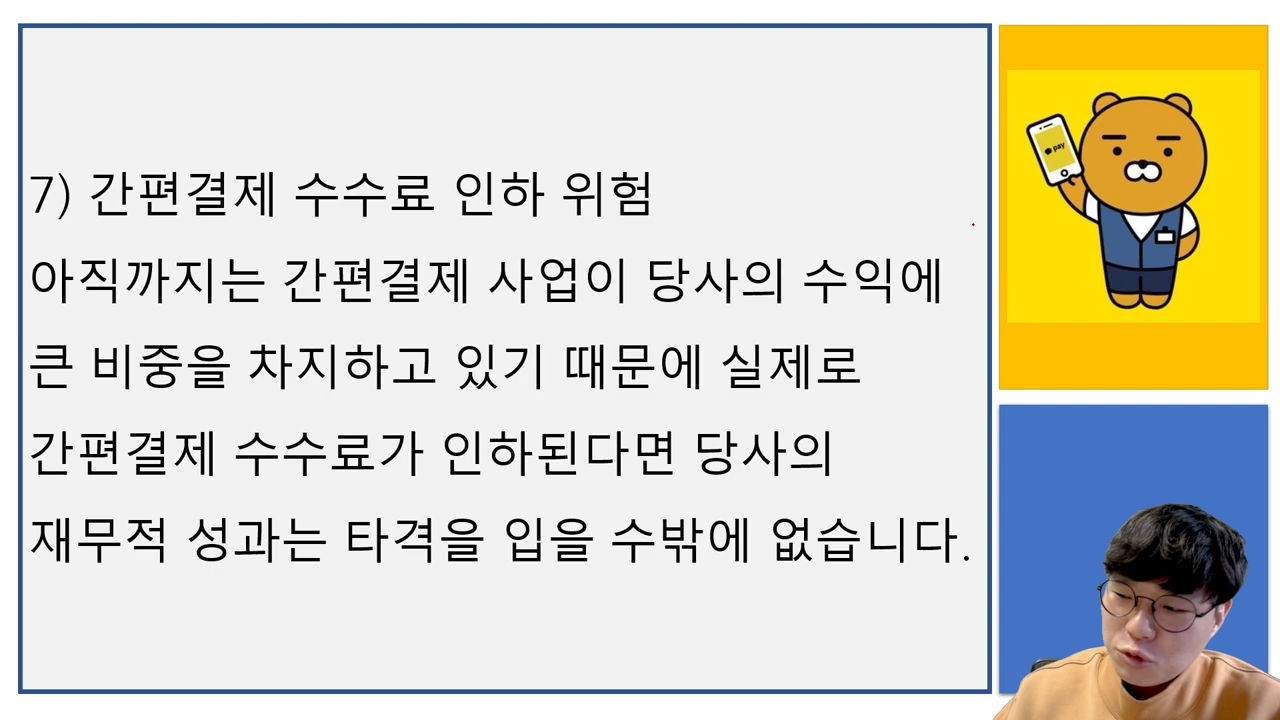 7) 간편결제 수수료 인하 위험
아직까지는 간편결제 사업이 당사의 수익에
큰 비중을 차지하고 있기 때문에 실제로
간편결제 수수료가 인하된다면 당사의
재무적 성과는 타격을 입을 수밖에 없습니다.
pay